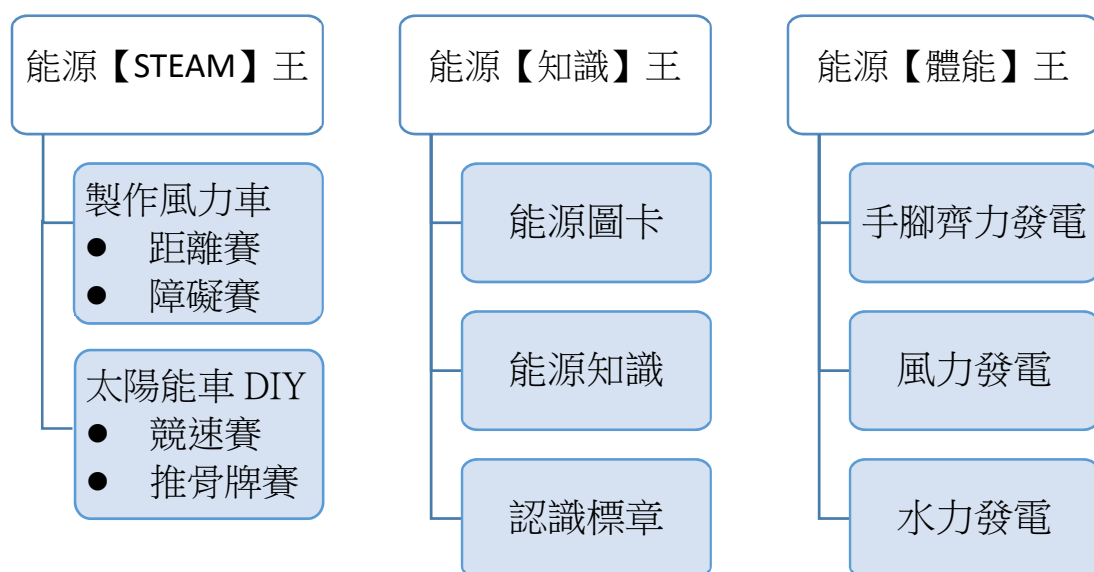 能源【STEAM】王
製作風力車
● 距離賽
● 障礙賽
太陽能車 DIY
● 競速賽
● 推骨牌賽
能源【知識】王
能源圖卡
能源知識
認識標章
能源【體能】王
手腳齊力發電
風力發電
水力發電